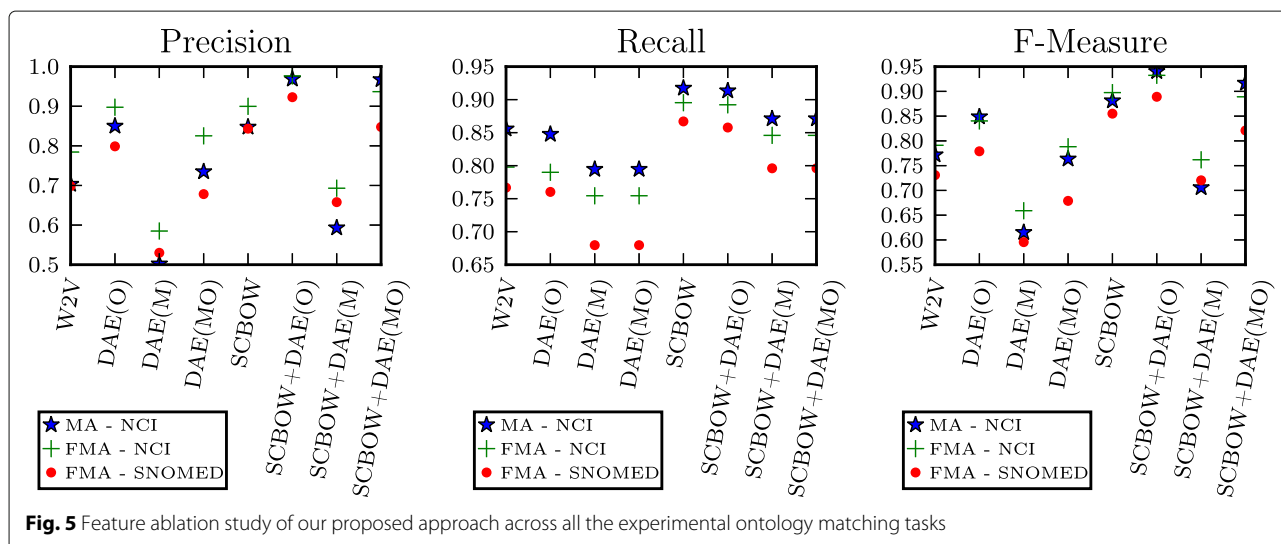 Precision
1.0
0.9
0.8
0.7
0.6
0.5
W2V
DAE(O)
DAE(M)
DAE(MO)
SCBOW
SCBOW+DAE(O)
SCBOW+DAE(M)
SCBOW+DAE(MO)
MA - NCI
FMA - NCI
FMA - SNOMED
Recall
0.95
0.90
0.85
0.80
0.75
0.70
0.65
W2V
DAE(O)
DAE(M)
DAE(MO)
SCBOW
SCBOW+DAE(O)
SCBOW+DAE(M)
SCBOW+DAE(MO)
MA - NCI
FMA - NCI
FMA - SNOMED
F-Measure
0.95
0.90
0.85
0.80
0.75
0.70
0.65
0.60
0.55
W2V
DAE(O)
DAE(M)
DAE(MO)
SCBOW
SCBOW+DAE(O)
SCBOW+DAE(M)
SCBOW+DAE(MO)
MA - NCI
FMA - NCI
FMA - SNOMED
Fig. 5 Feature ablation study of our proposed approach across all the experimental ontology matching tasks